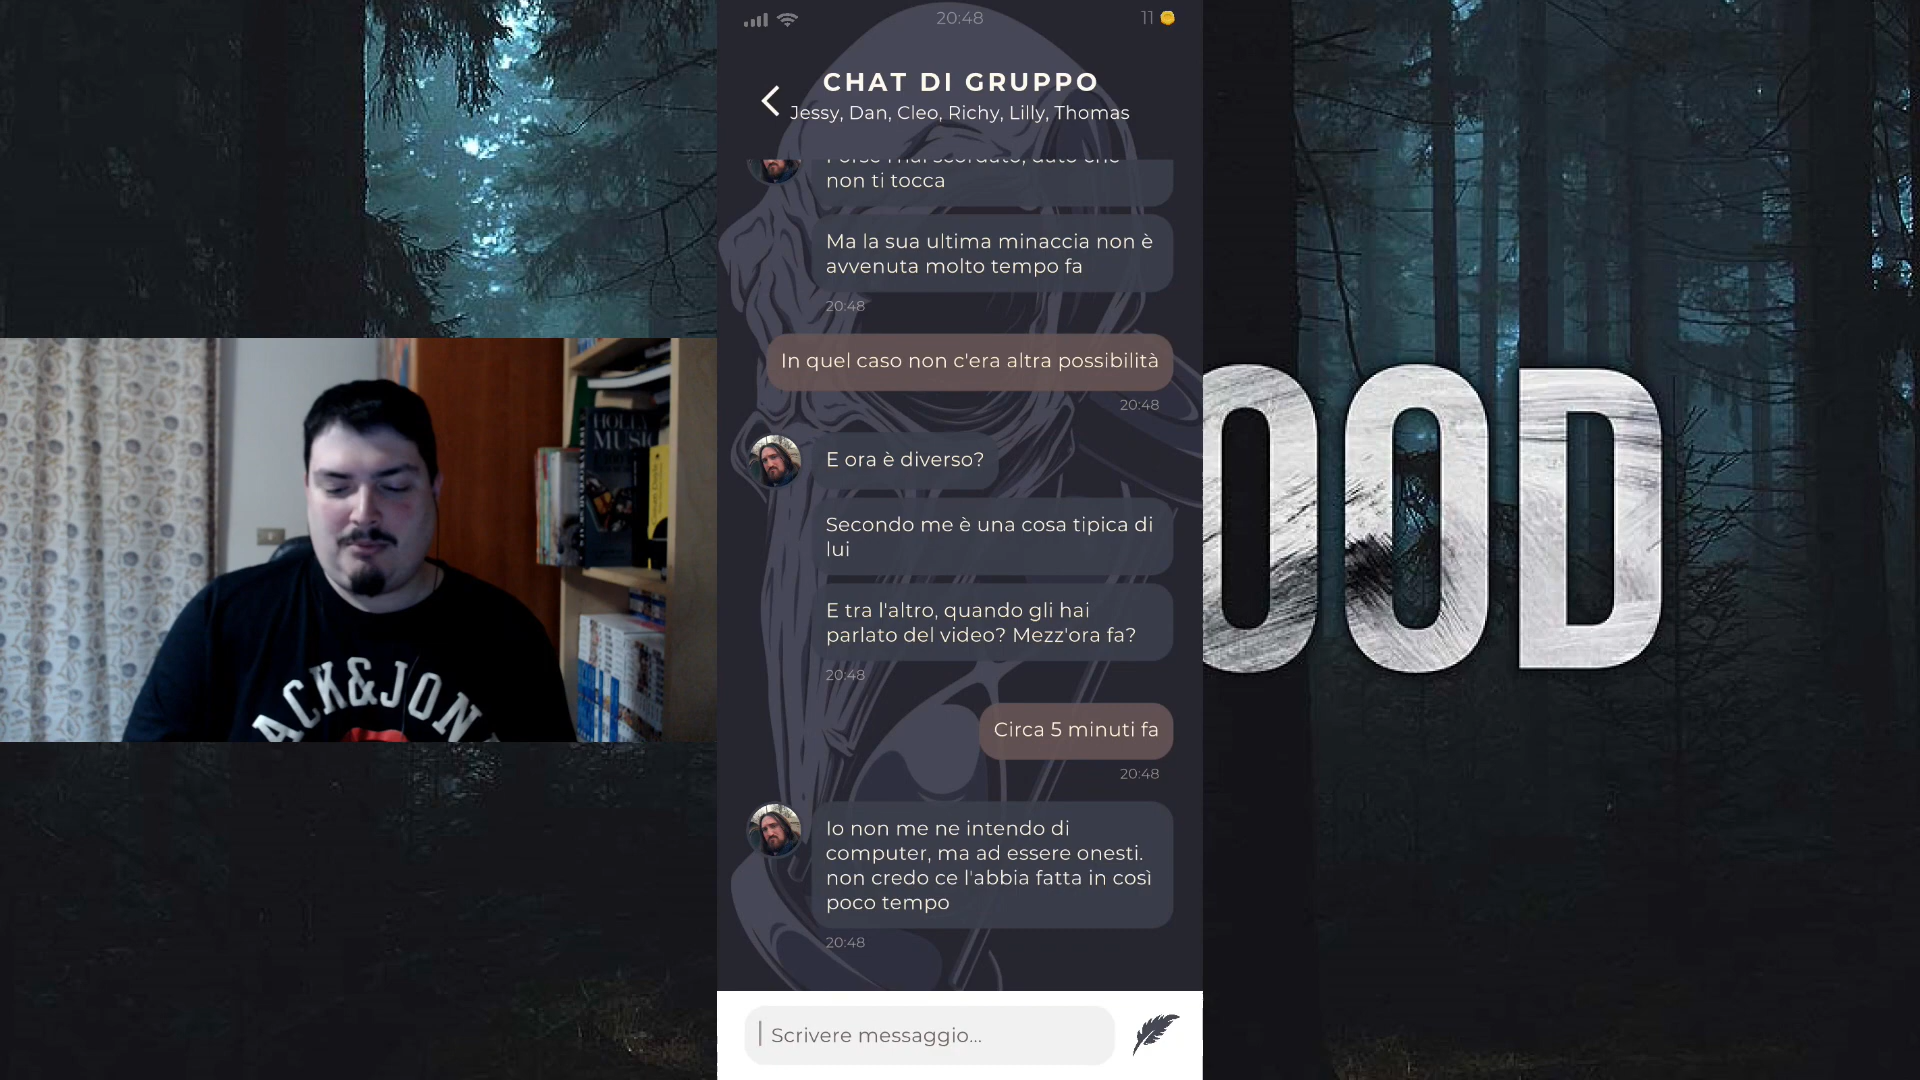 20:48
11
CHAT DI GRUPPO
Jessy, Dan, Cleo, Richy, Lilly, Thomas
non ti tocca
Ma la sua ultima minaccia non è
avvenuta molto tempo fa
20:48
In quel caso non c'era altra possibilità
20:48
E ora è diverso?
Secondo me è una cosa tipica di
lui
E tra l'altro, quando gli hai
parlato del video? Mezz'ora fa?
20:48
Circa 5 minuti fa
20:48
Io non me ne intendo di
computer, ma ad essere onesti.
non credo ce l'abbia fatta in così
poco tempo
20:48
Scrivere messaggio...
OOD
HOLLY
MUSIC
ACK&JON